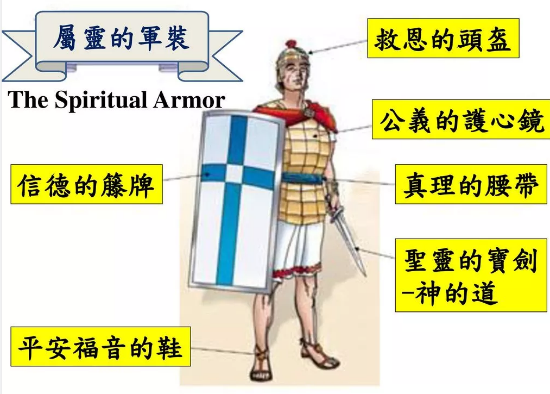 屬靈的軍裝
The Spiritual Armor
救恩的頭盔
公義的護心鏡
信德的籐牌
真理的腰帶
聖靈的寶劍
-神的道
平安福音的鞋